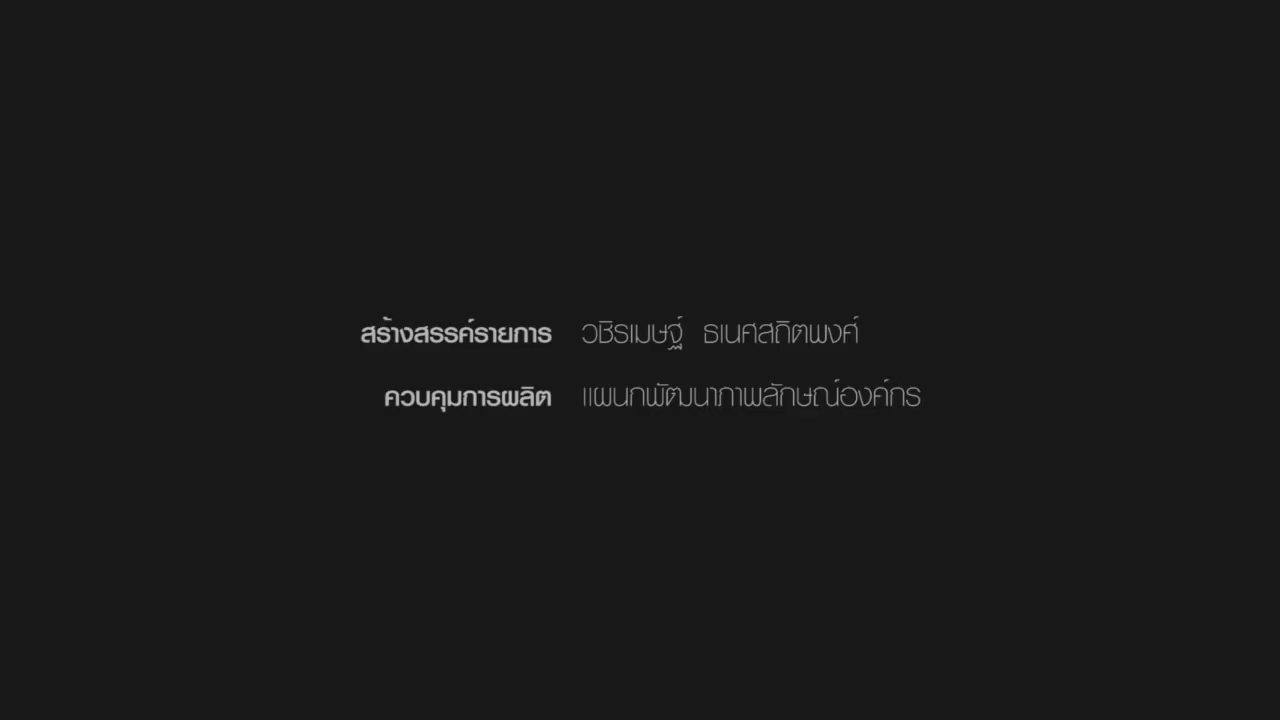 สร้างสรรค์รายการ วชิรเมษฐ์ ธเนศสถิตพงศ์
ควบคุมการผลิต แผนกพัฒนาภาพลักษณ์องค์กร